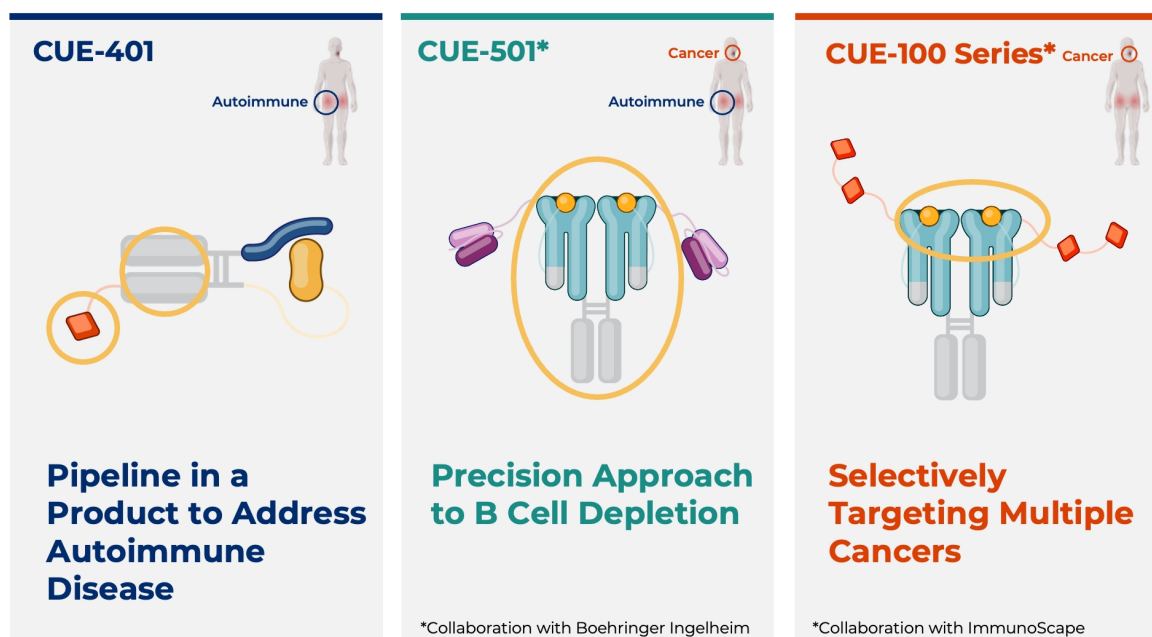 CUE-401
Autoimmune
Pipeline in a
Product to Address
Autoimmune
Disease
CUE-501*
Cancer
Autoimmune
Precision Approach
to B Cell Depletion
*Collaboration with Boehringer Ingelheim
CUE-100 Series*
Cancer
Selectively
Targeting Multiple
Cancers
*Collaboration with ImmunoScape